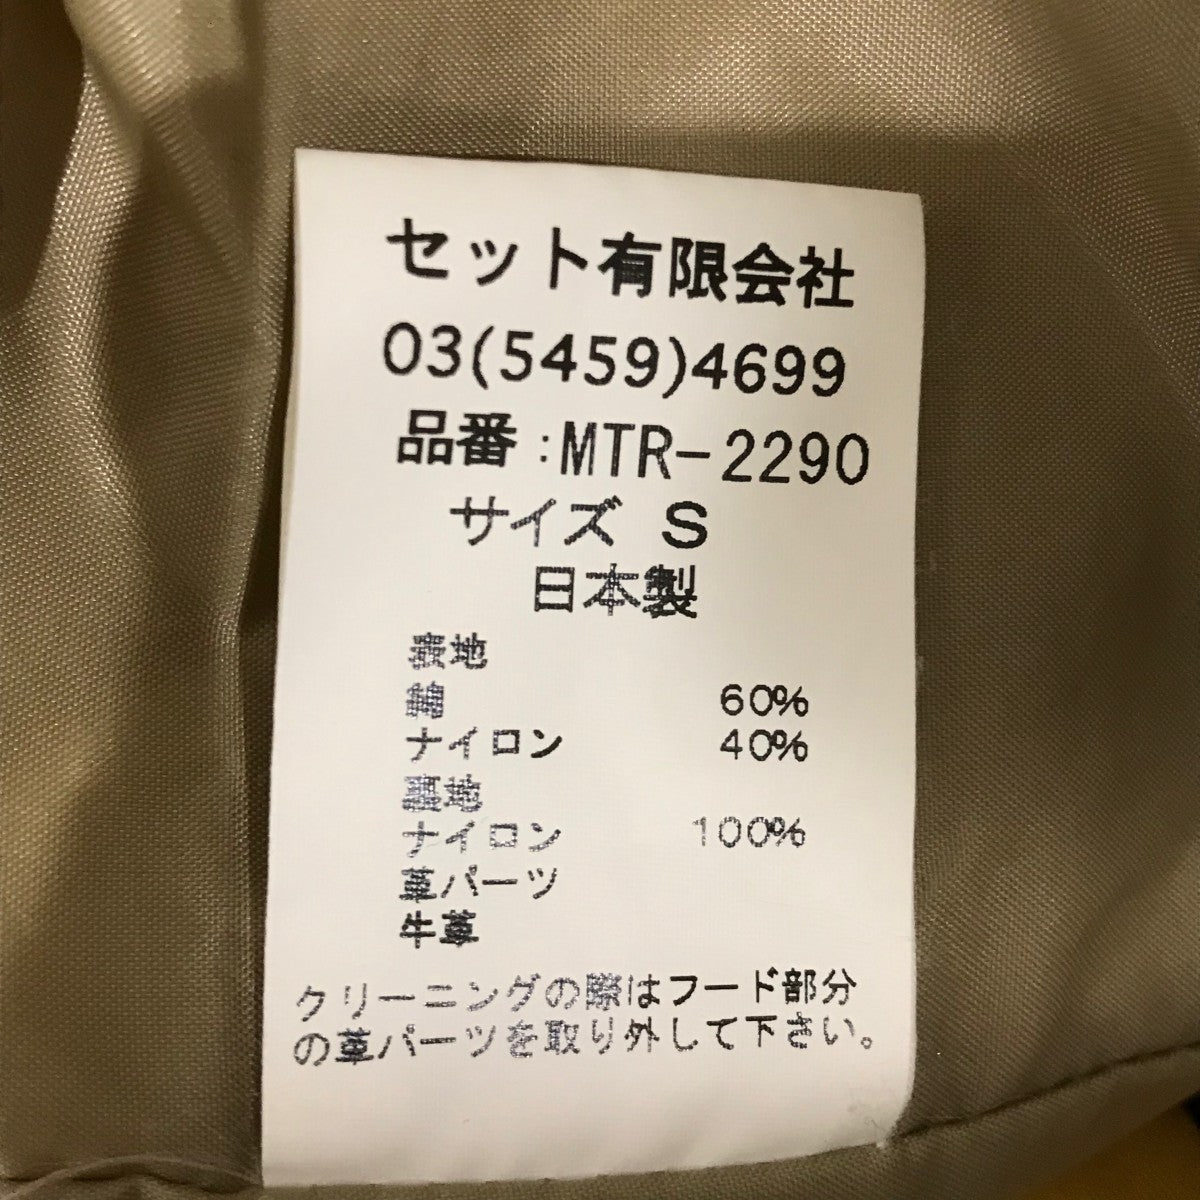 セット有限会社
03(5459)4699
品番:MTR-2290
サイズ S
日本製
表地
綿 60%
ナイロン 40%
裏地
ナイロン 100%
革パーツ
牛革
クリーニングの際はフード部分
の革パーツを取り外して下さい。